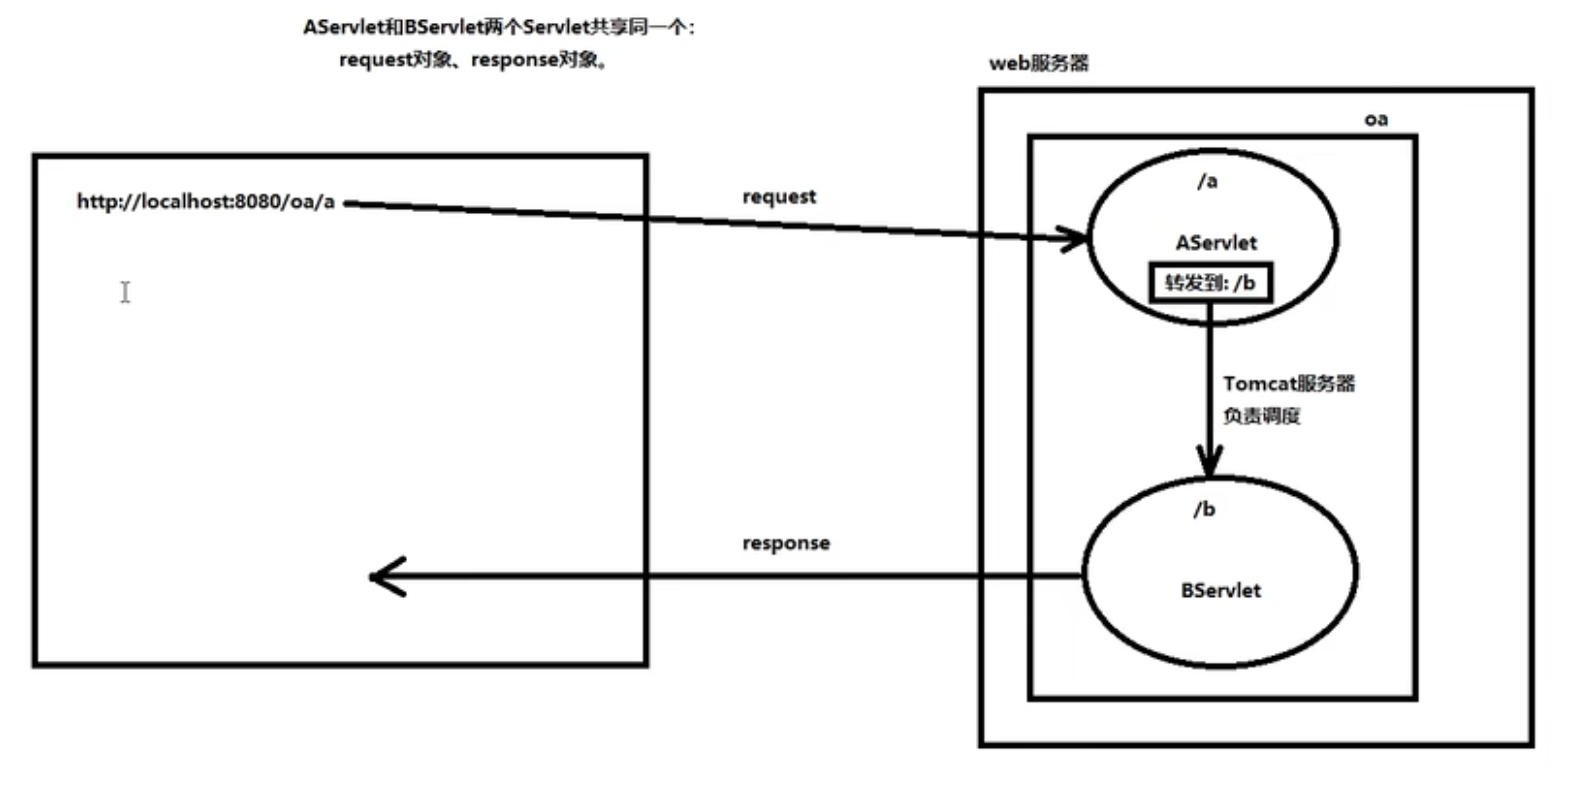 AServlet和BServlet两个Servlet共享同一个：
request对象、response对象。
web服务器
oa
http://localhost:8080/oa/a
request
/a
AServlet
转发到: /b
Tomcat服务器
负责调度
/b
response
BServlet